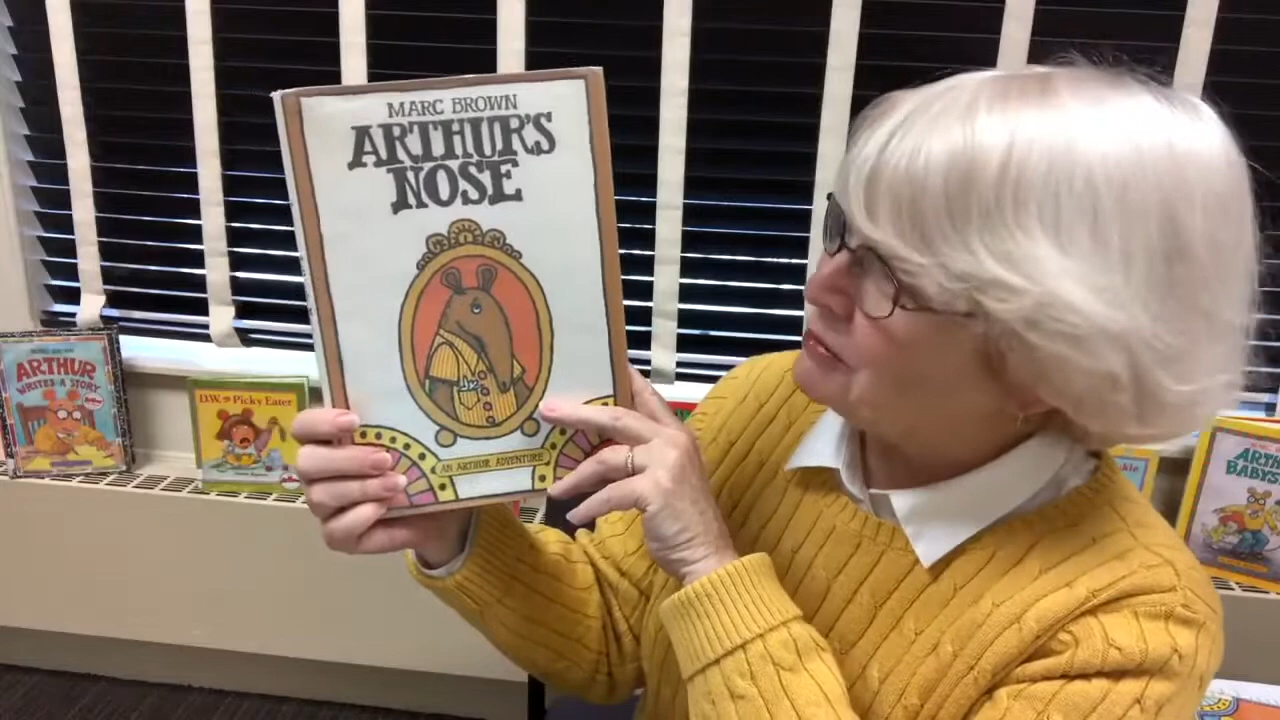 MARC BROWN
ARTHUR'S
NOSE
AN ARTHUR ADVENTURE
ARTHUR
WRITES A STORY
D.W. the Picky Eater
ARTH
BABYS